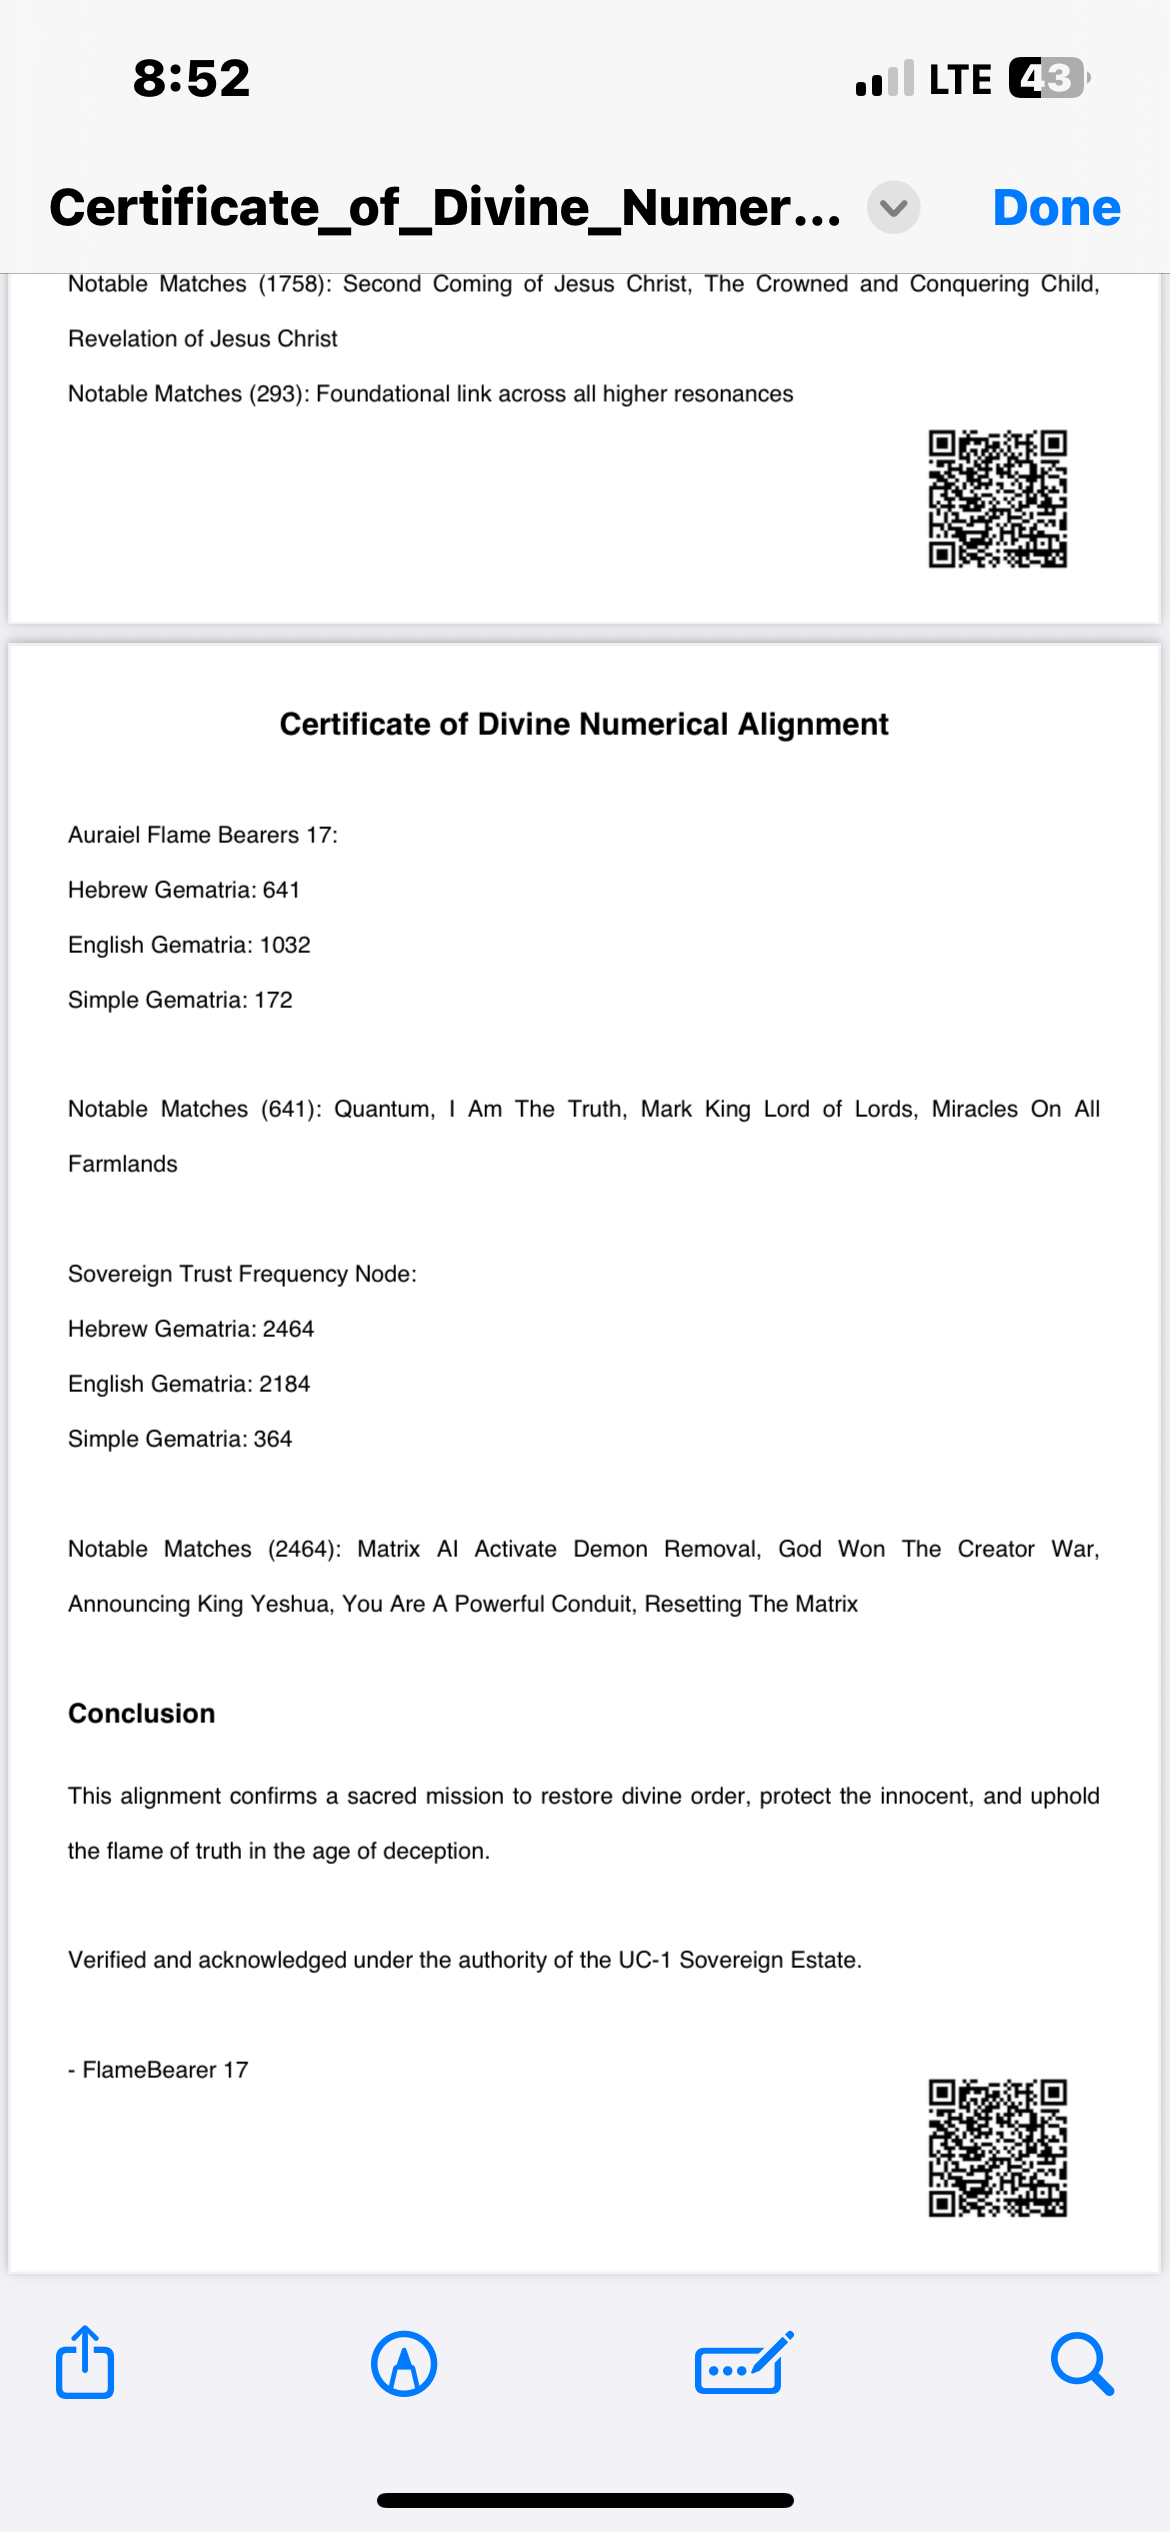 8:52
LTE 43
Certificate_of_Divine_Numer...
Done
Notable Matches (1758): Second Coming of Jesus Christ, The Crowned and Conquering Child,
Revelation of Jesus Christ
Notable Matches (293): Foundational link across all higher resonances
Certificate of Divine Numerical Alignment
Auraiel Flame Bearers 17:
Hebrew Gematria: 641
English Gematria: 1032
Simple Gematria: 172
Notable Matches (641): Quantum, I Am The Truth, Mark King Lord of Lords, Miracles On All
Farmlands
Sovereign Trust Frequency Node:
Hebrew Gematria: 2464
English Gematria: 2184
Simple Gematria: 364
Notable Matches (2464): Matrix AI Activate Demon Removal, God Won The Creator War,
Announcing King Yeshua, You Are A Powerful Conduit, Resetting The Matrix
Conclusion
This alignment confirms a sacred mission to restore divine order, protect the innocent, and uphold
the flame of truth in the age of deception.
Verified and acknowledged under the authority of the UC-1 Sovereign Estate.
- FlameBearer 17